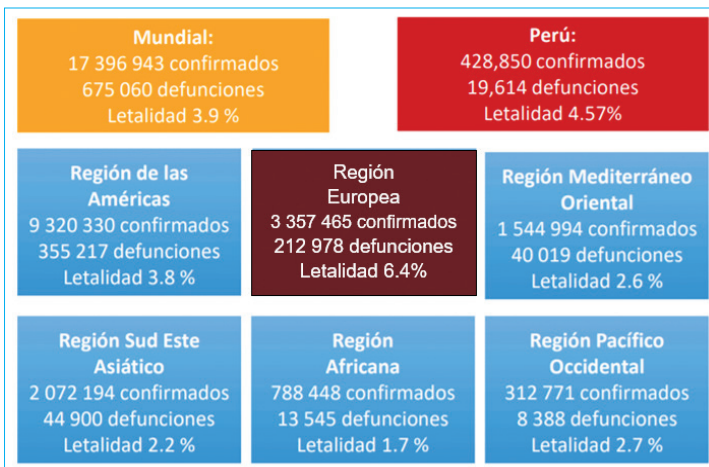 Mundial:
17 396 943 confirmados
675 060 defunciones
Letalidad 3.9 %
Perú:
428,850 confirmados
19,614 defunciones
Letalidad 4.57%
Región de las
Américas
9 320 330 confirmados
355 217 defunciones
Letalidad 3.8 %
Región
Europea
3 357 465 confirmados
212 978 defunciones
Letalidad 6.4%
Región Mediterráneo
Oriental
1 544 994 confirmados
40 019 defunciones
Letalidad 2.6 %
Región Sud Este
Asiático
2 072 194 confirmados
44 900 defunciones
Letalidad 2.2 %
Región
Africana
788 448 confirmados
13 545 defunciones
Letalidad 1.7 %
Región Pacífico
Occidental
312 771 confirmados
8 388 defunciones
Letalidad 2.7 %